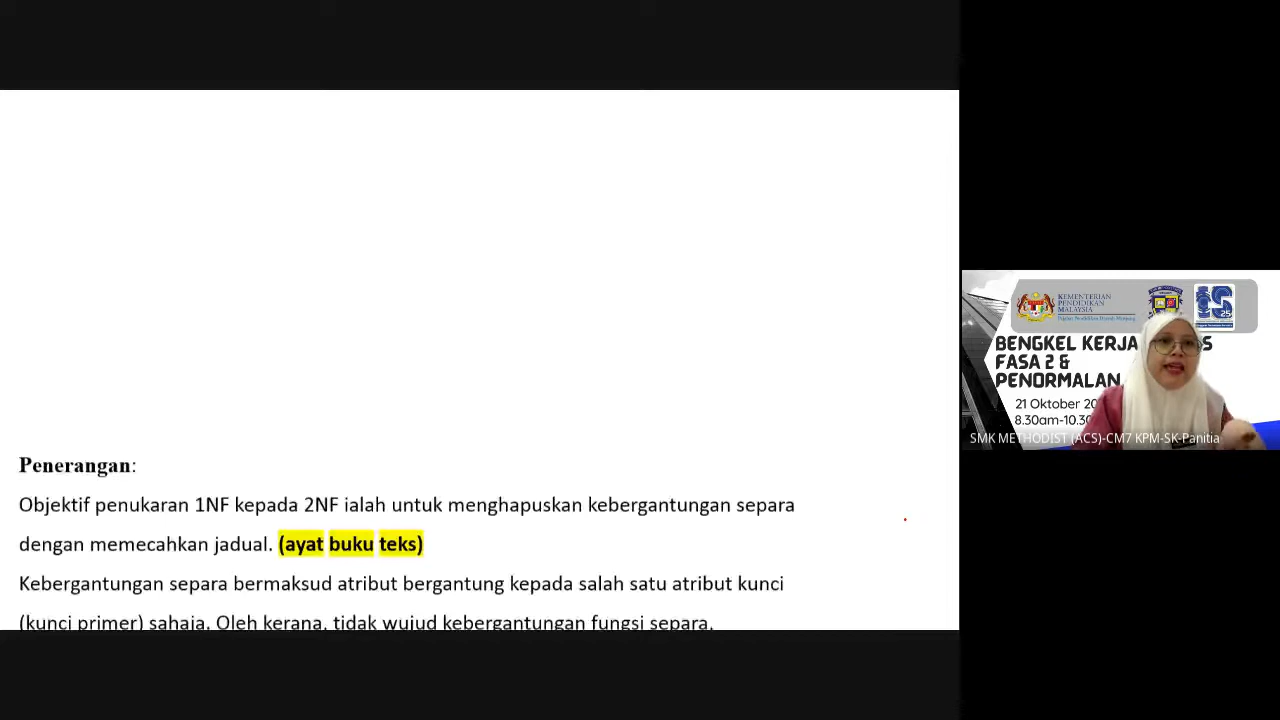 Penerangan:
Objektif penukaran 1NF kepada 2NF ialah untuk menghapuskan kebergantungan separa
dengan memecahkan jadual. (ayat buku teks)
Kebergantungan separa bermaksud atribut bergantung kepada salah satu atribut kunci
(kunci primer) sahaja. Oleh kerana, tidak wujud kebergantungan fungsi separa,
KEMENTERIAN
PENDIDIKAN
MALAYSIA
25
BENGKEL KERJA
FASA 2 &
PENORMALAN
21 Oktober 20
8.30am-10.30
SMK METHODIST (ACS)-CM7 KPM-SK-Panitia